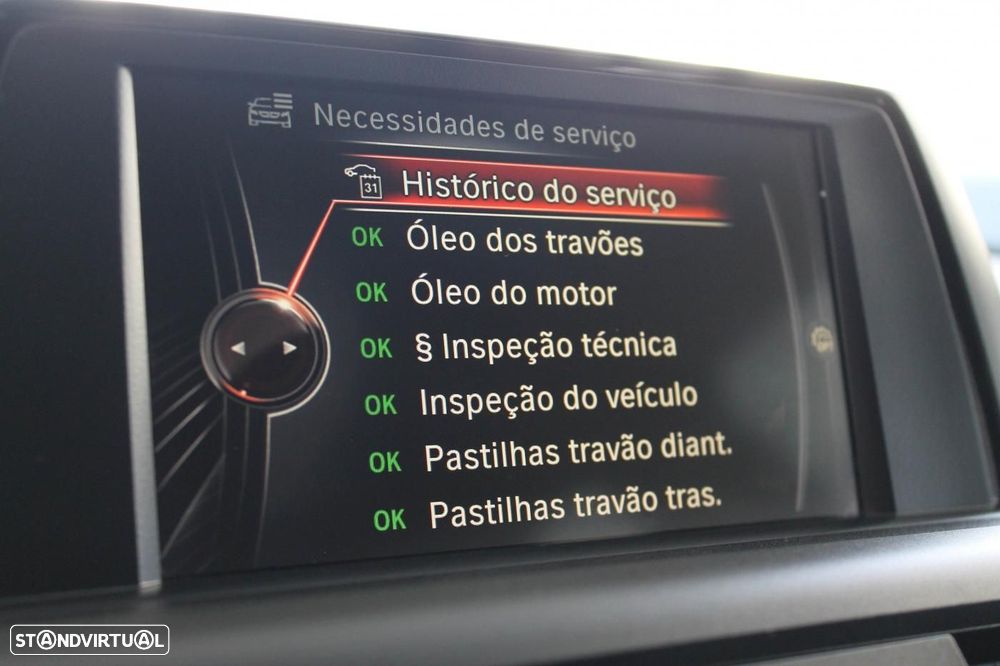 Necessidades de serviço
31 Histórico do serviço
OK Óleo dos travões
OK Óleo do motor
OK § Inspeção técnica
OK Inspeção do veículo
OK Pastilhas travão diant.
OK Pastilhas travão tras.
STANDVIRTUAL